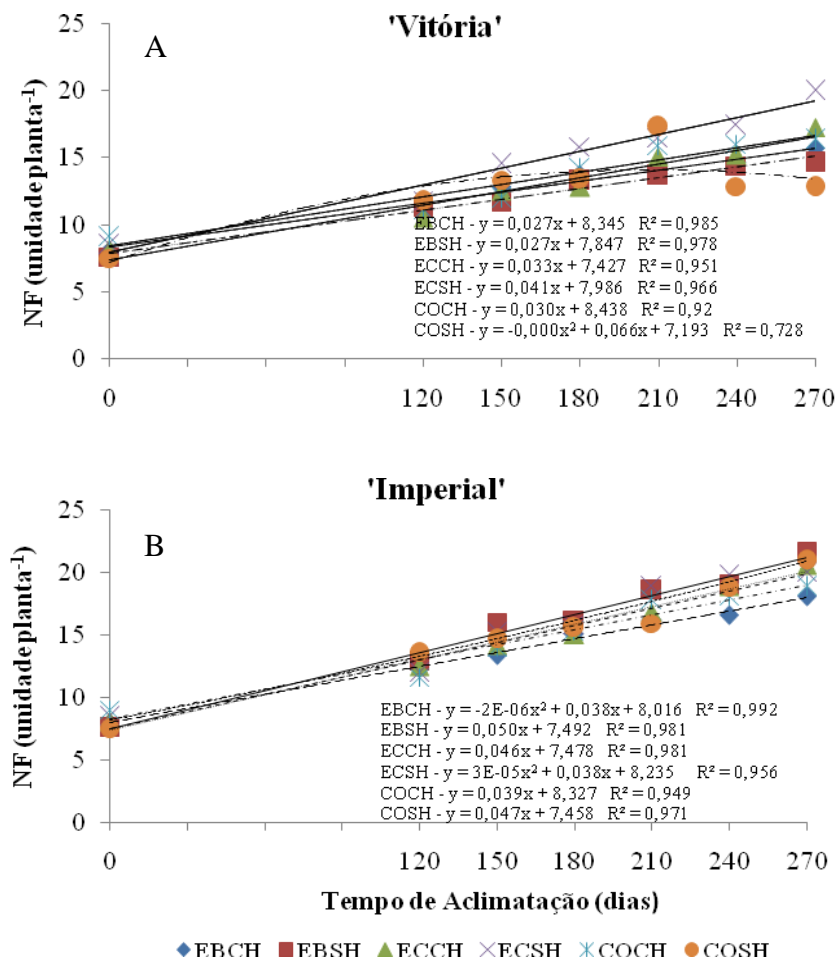 'Vitória'
A
25
20
15
10
5
0
NF (unidade planta-1)
EBCH - y = 0,027x + 8,345 R² = 0,985
EBSH - y = 0,027x + 7,847 R² = 0,978
ECCH - y = 0,033x + 7,427 R² = 0,951
ECSH - y = 0,041x + 7,986 R² = 0,966
COCH - y = 0,030x + 8,438 R² = 0,92
COSH - y = -0,000x² + 0,066x + 7,193 R² = 0,728
0 120 150 180 210 240 270
'Imperial'
B
25
20
15
10
5
0
NF (unidade planta-1)
EBCH - y = -2E-06x² + 0,038x + 8,016 R² = 0,992
EBSH - y = 0,050x + 7,492 R² = 0,981
ECCH - y = 0,046x + 7,478 R² = 0,981
ECSH - y = 3E-05x² + 0,038x + 8,235 R² = 0,956
COCH - y = 0,039x + 8,327 R² = 0,949
COSH - y = 0,047x + 7,458 R² = 0,971
0 120 150 180 210 240 270
Tempo de Aclimatação (dias)
EBCH EBSH ECCH ECSH COCH COSH